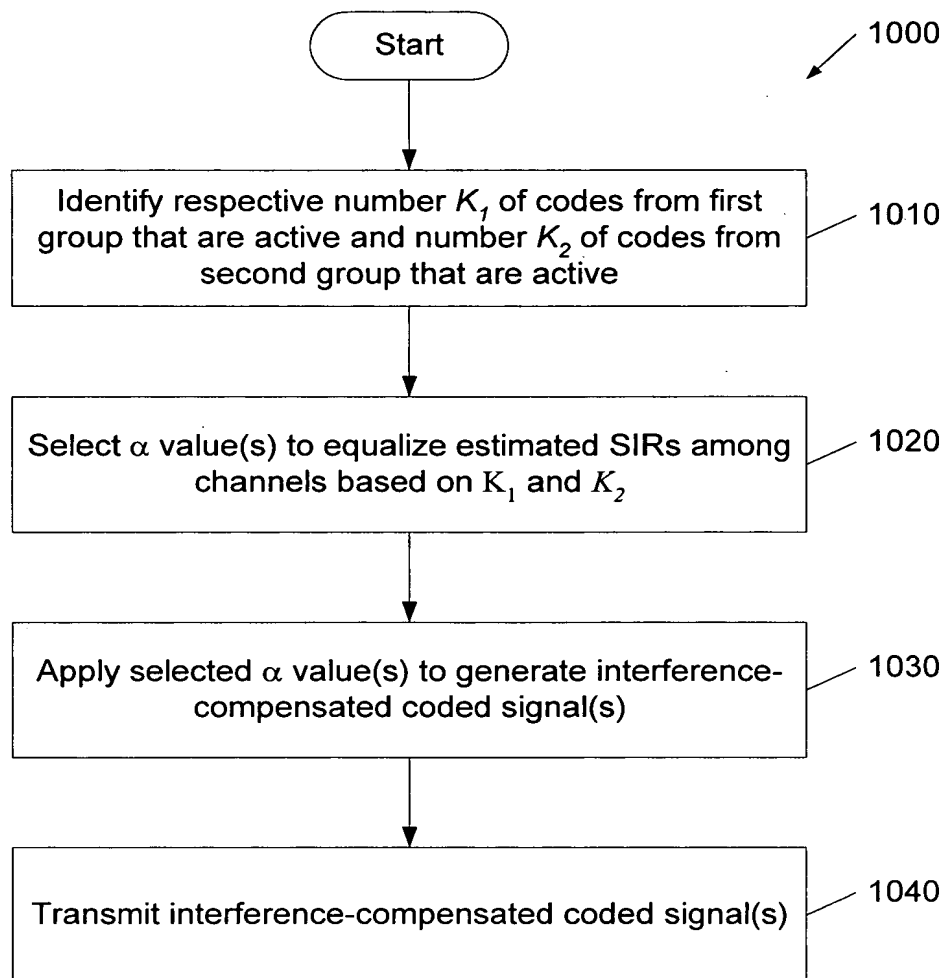 Start
1000
Identify respective number K₁ of codes from first
group that are active and number K₂ of codes from
second group that are active
1010
Select α value(s) to equalize estimated SIRs among
channels based on K₁ and K₂
1020
Apply selected α value(s) to generate interference-
compensated coded signal(s)
1030
Transmit interference-compensated coded signal(s)
1040